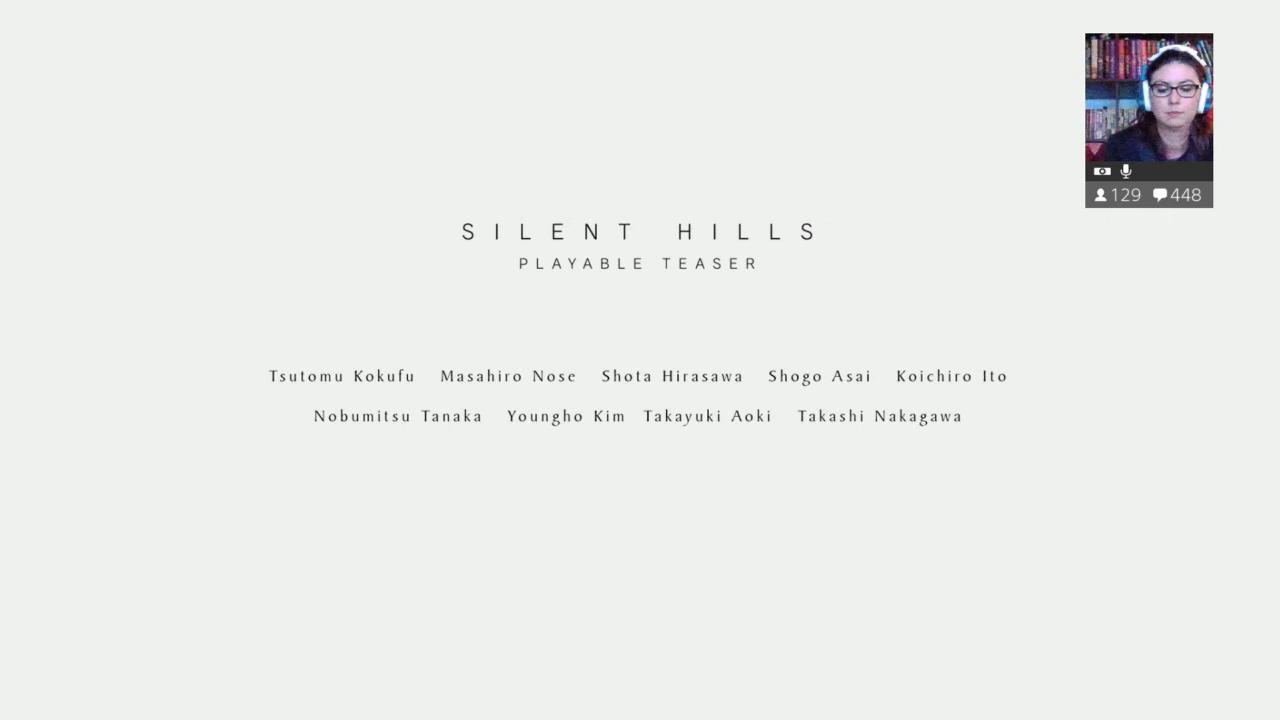 129 448
SILENT HILLS
PLAYABLE TEASER
Tsutomu Kokufu Masahiro Nose Shota Hirasawa Shogo Asai Koichiro Ito
Nobumitsu Tanaka Youngho Kim Takayuki Aoki Takashi Nakagawa